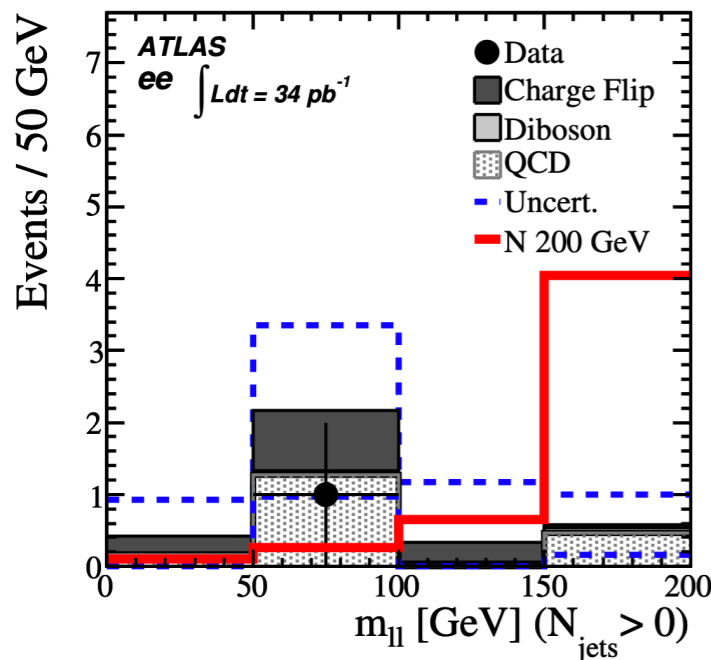 Events / 50 GeV
ATLAS
ee ∫Ldt = 34 pb⁻¹
Data
Charge Flip
Diboson
QCD
Uncert.
N 200 GeV
7
6
5
4
3
2
1
0
0 50 100 150 200
m_ll [GeV] (N_jets > 0)